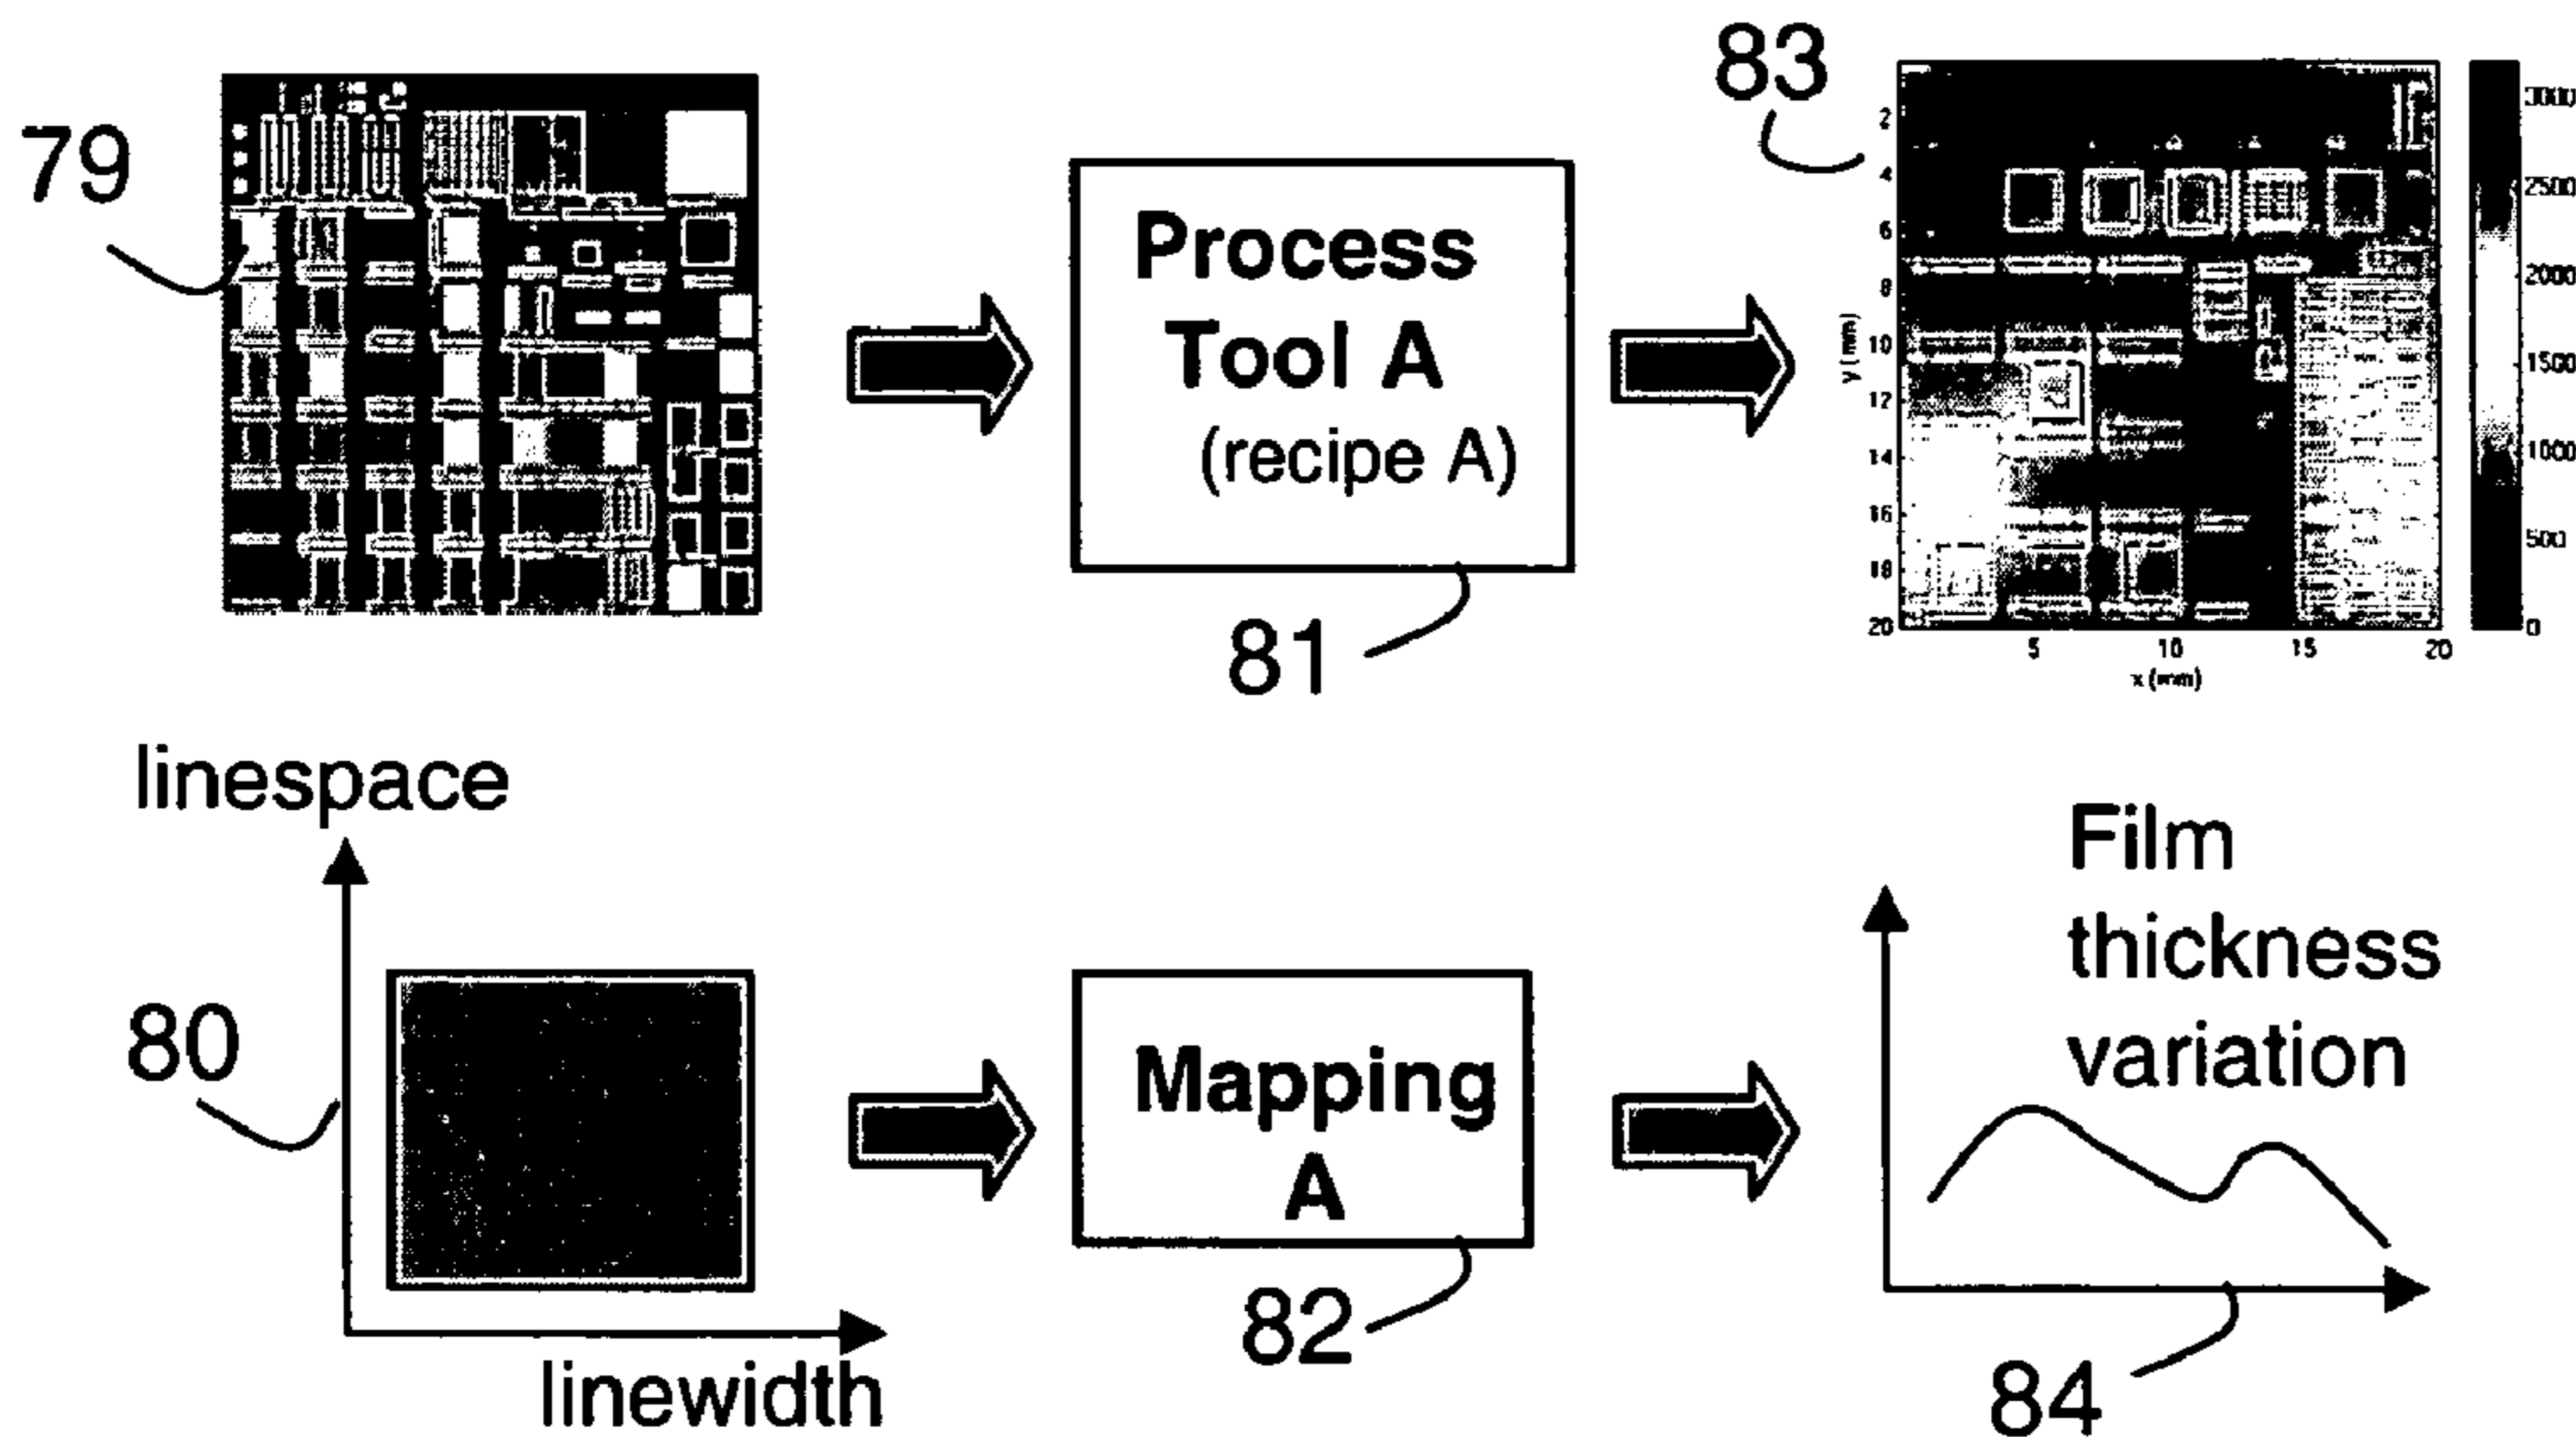 79
Process
Tool A
(recipe A)
81
83
2
4
6
8
10
12
14
16
18
20
y (mm)
5
10
15
20
x (mm)
3000
2500
2000
1500
1000
500
0
linespace
80
linewidth
Mapping
A
82
Film
thickness
variation
84